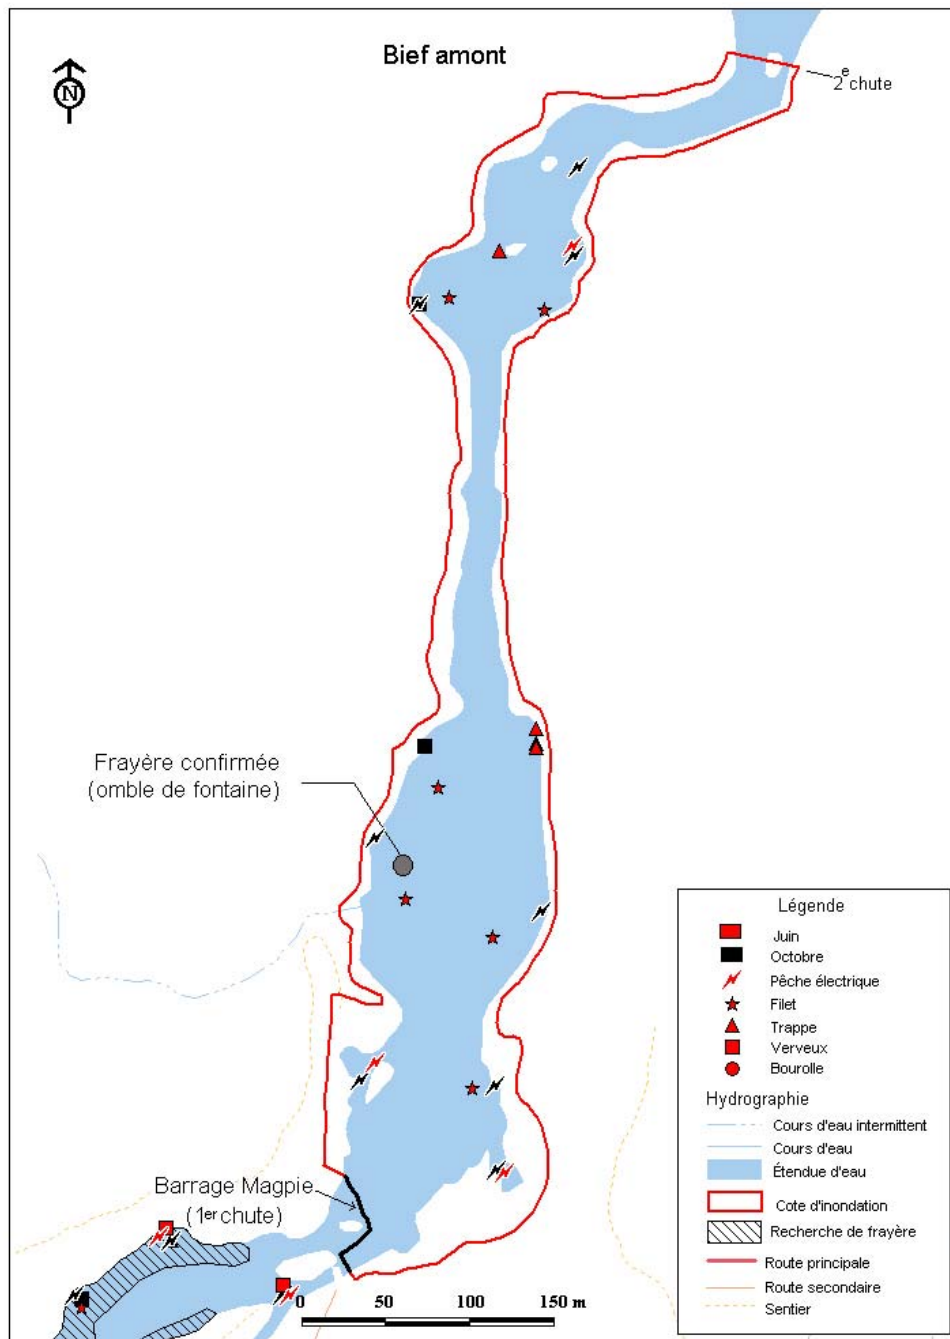 Bief amont
N
2e chute
Frayère confirmée
(omble de fontaine)
Barrage Magpie
(1er chute)
0 50 100 150 m
Légende
Juin
Octobre
Pêche électrique
Filet
Trappe
Verveux
Bourolle
Hydrographie
Cours d'eau intermittent
Cours d'eau
Étendue d'eau
Cote d'inondation
Recherche de frayère
Route principale
Route secondaire
Sentier